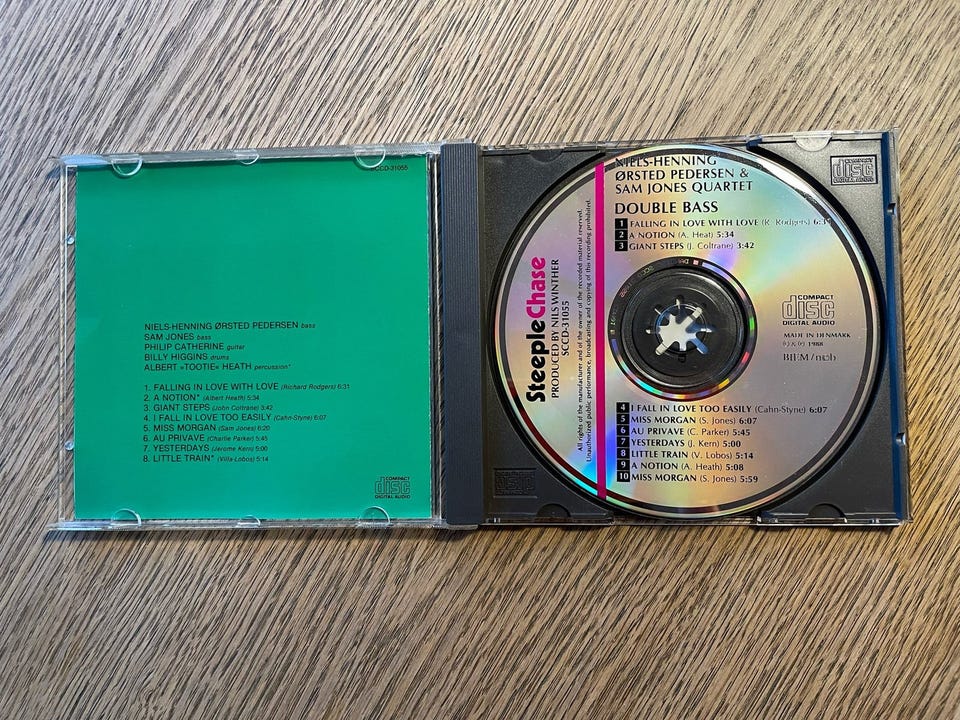 SCCD-31055
NIELS-HENNING ØRSTED PEDERSEN bass
SAM JONES bass
PHILIP CATHERINE guitar
BILLY HIGGINS drums
ALBERT »TOOTIE« HEATH percussion*
1. FALLING IN LOVE WITH LOVE (Richard Rodgers) 6:31
2. A NOTION* (Albert Heath) 5:34
3. GIANT STEPS (John Coltrane) 3:42
4. I FALL IN LOVE TOO EASILY (Cahn-Styne) 6:07
5. MISS MORGAN (Sam Jones) 6:20
6. AU PRIVAVE (Charlie Parker) 5:45
7. YESTERDAYS (Jerome Kern) 5:00
8. LITTLE TRAIN* (Villa-Lobos) 5:14
COMPACT
disc
DIGITAL AUDIO
NIELS-HENNING
ØRSTED PEDERSEN &
SAM JONES QUARTET
DOUBLE BASS
1 FALLING IN LOVE WITH LOVE (R. Rodgers)
2 A NOTION (A. Heat) 5:34
3 GIANT STEPS (J. Coltrane) 3:42
SteepleChase
PRODUCED BY NILS WINTHER
SCCD-31055
All rights of the manufacturer and of the owner of the recorded material reserved.
Unauthorized public performance, broadcasting and copying of this recording prohibited.
COMPACT
disc
DIGITAL AUDIO
MADE IN DENMARK
© & ℗ 1988
BIEM/ncb
4 I FALL IN LOVE TOO EASILY (Cahn-Styne) 6:07
5 MISS MORGAN (S. Jones) 6:07
6 AU PRIVAVE (C. Parker) 5:45
7 YESTERDAYS (J. Kern) 5:00
8 LITTLE TRAIN (V. Lobos) 5:14
9 A NOTION (A. Heath) 5:08
10 MISS MORGAN (S. Jones) 5:59
COMPACT
disc
DIGITAL AUDIO